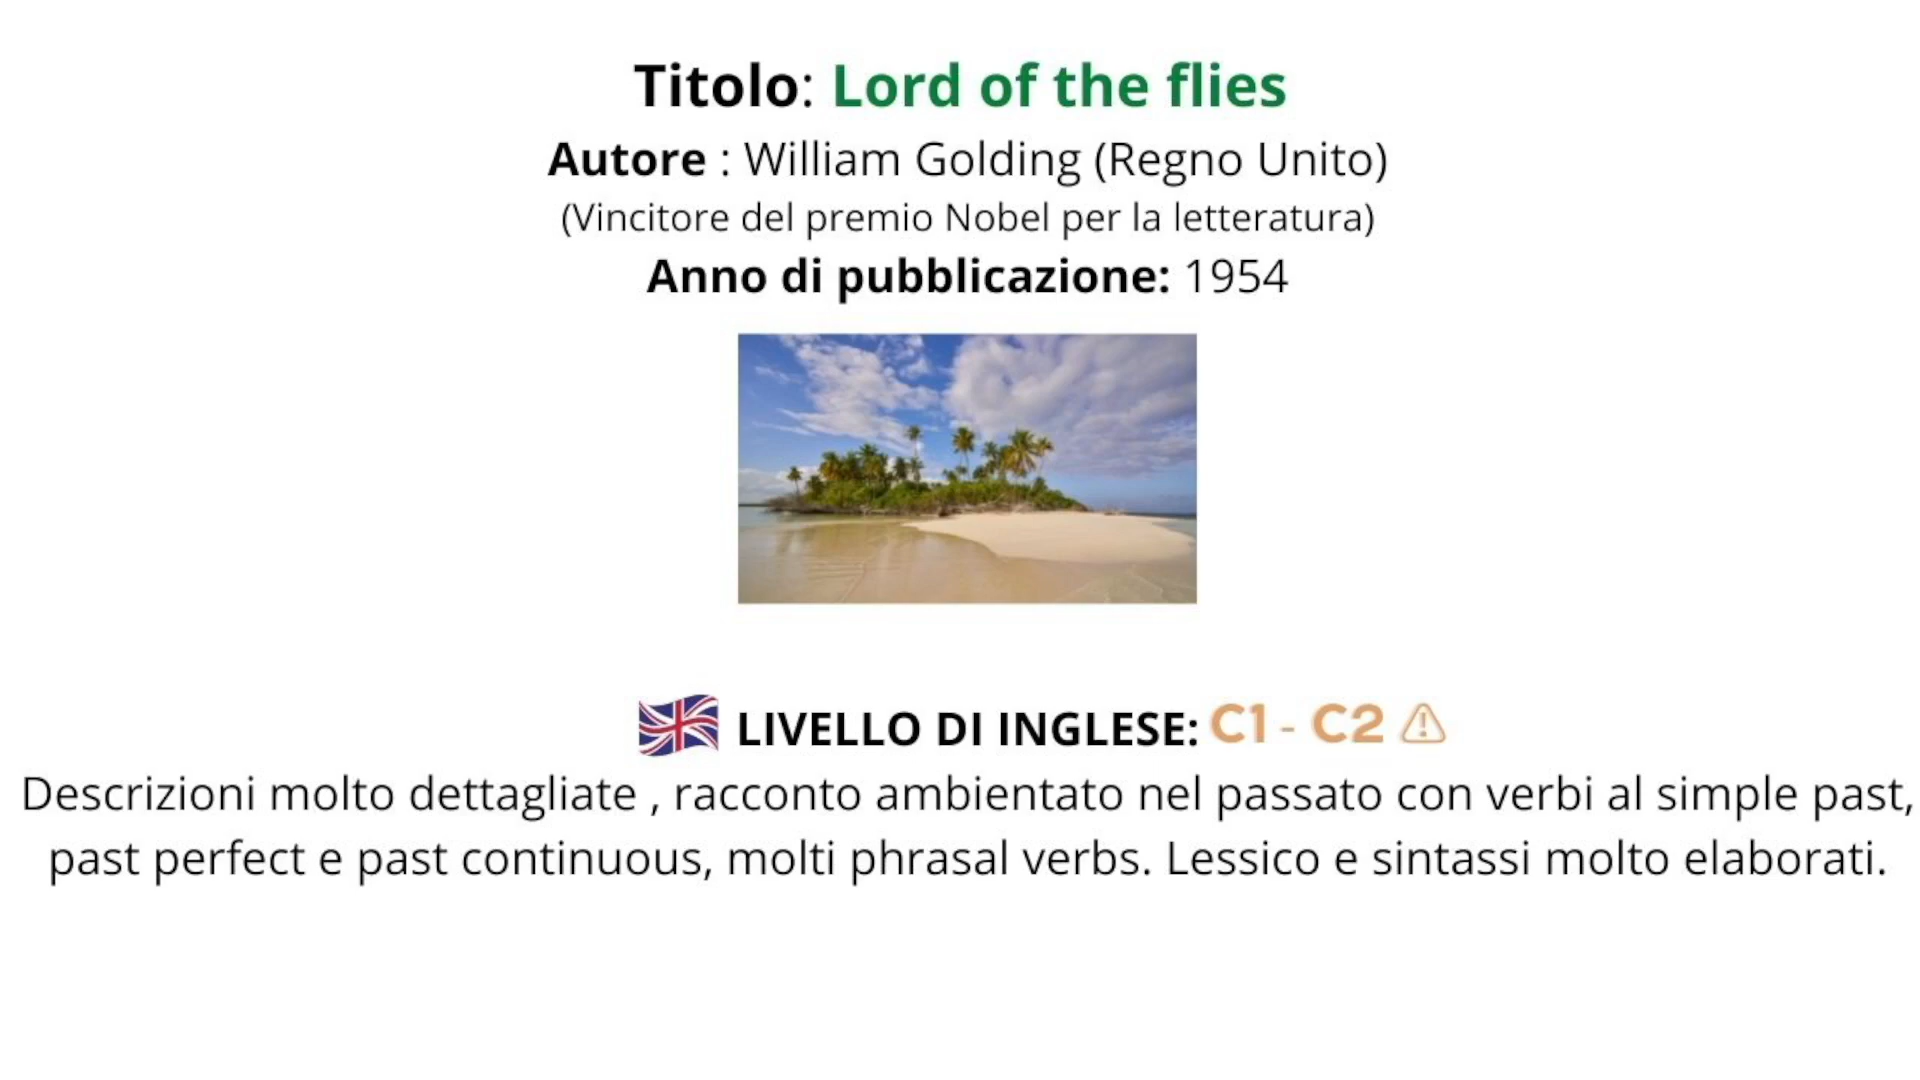 Titolo: Lord of the flies
Autore : William Golding (Regno Unito)
(Vincitore del premio Nobel per la letteratura)
Anno di pubblicazione: 1954
LIVELLO DI INGLESE: C1 - C2
Descrizioni molto dettagliate , racconto ambientato nel passato con verbi al simple past,
past perfect e past continuous, molti phrasal verbs. Lessico e sintassi molto elaborati.